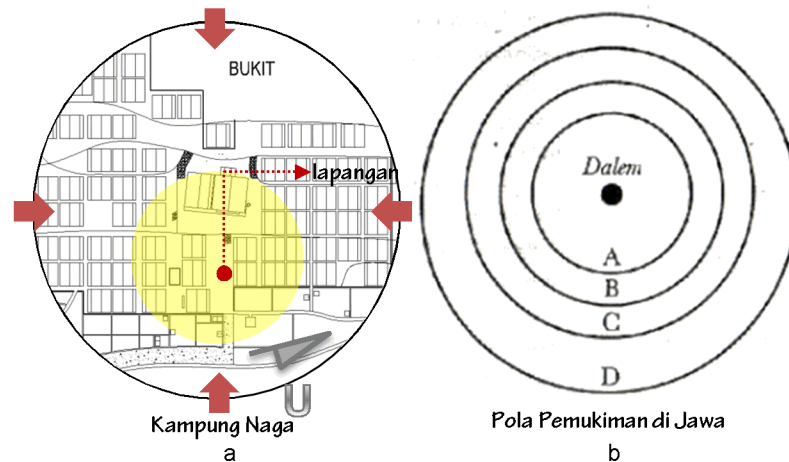 BUKIT
lapangan
U
Kampung Naga
a
Dalem
A
B
C
D
Pola Pemukiman di Jawa
b